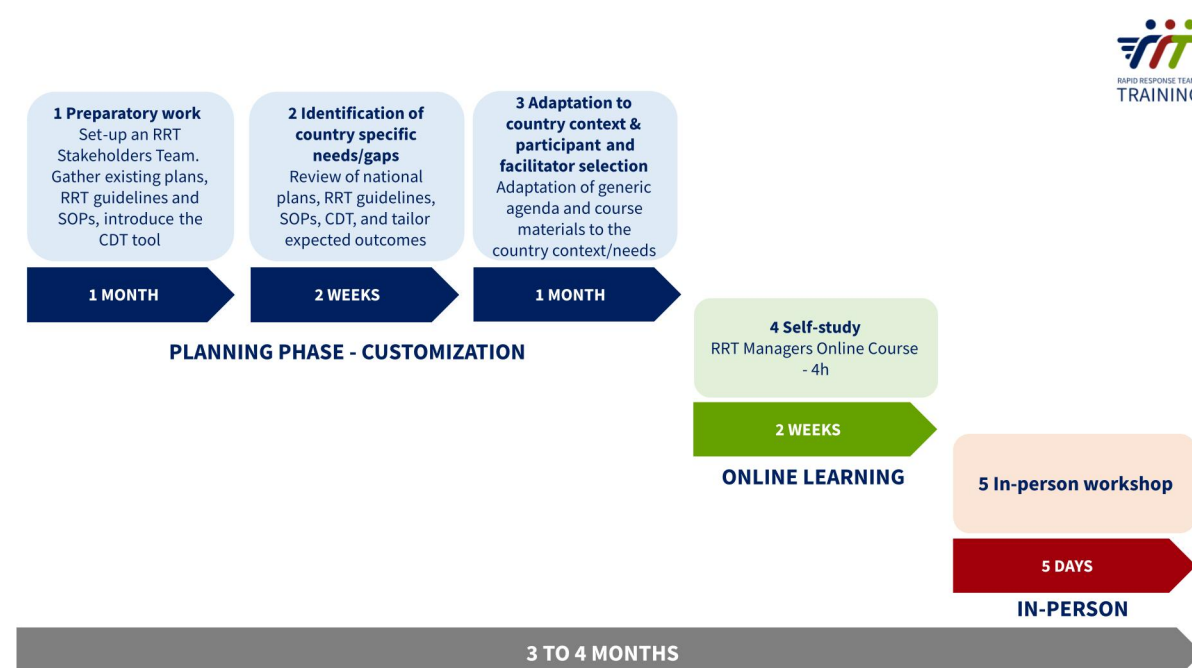 RAPID RESPONSE TEAM
TRAINING
1 Preparatory work
Set-up an RRT
Stakeholders Team.
Gather existing plans,
RRT guidelines and
SOPs, introduce the
CDT tool
1 MONTH
2 Identification of
country specific
needs/gaps
Review of national
plans, RRT guidelines,
SOPs, CDT, and tailor
expected outcomes
2 WEEKS
3 Adaptation to
country context &
participant and
facilitator selection
Adaptation of generic
agenda and course
materials to the
country context/needs
1 MONTH
PLANNING PHASE - CUSTOMIZATION
4 Self-study
RRT Managers Online Course
- 4h
2 WEEKS
ONLINE LEARNING
5 In-person workshop
5 DAYS
IN-PERSON
3 TO 4 MONTHS